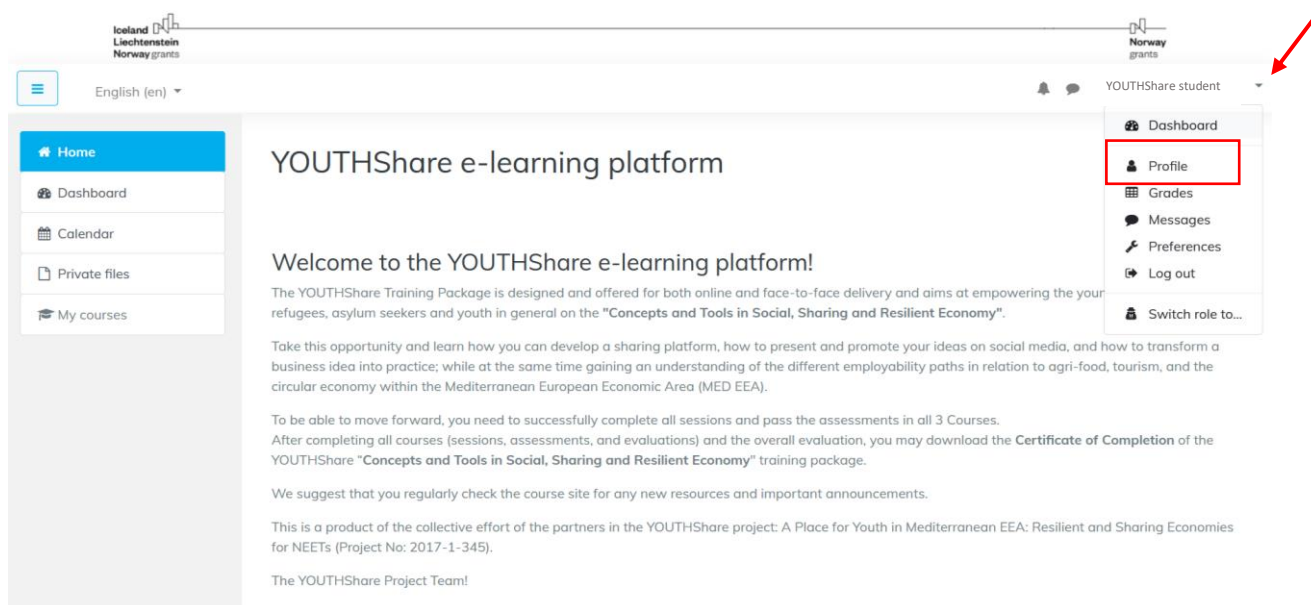 Iceland
Liechtenstein
Norway grants
Norway
grants
English (en)
YOUTHShare student
Home
Dashboard
Calendar
Private files
My courses
YOUTHShare e-learning platform
Dashboard
Profile
Grades
Messages
Preferences
Log out
Switch role to...
Welcome to the YOUTHShare e-learning platform!
The YOUTHShare Training Package is designed and offered for both online and face-to-face delivery and aims at empowering the
refugees, asylum seekers and youth in general on the "Concepts and Tools in Social, Sharing and Resilient Economy".
Take this opportunity and learn how you can develop a sharing platform, how to present and promote your ideas on social media, and how to transform a
business idea into practice; while at the same time gaining an understanding of the different employability paths in relation to agri-food, tourism, and the
circular economy within the Mediterranean European Economic Area (MED EEA).
To be able to move forward, you need to successfully complete all sessions and pass the assessments in all 3 Courses.
After completing all courses (sessions, assessments, and evaluations) and the overall evaluation, you may download the Certificate of Completion of the
YOUTHShare “Concepts and Tools in Social, Sharing and Resilient Economy” training package.
We suggest that you regularly check the course site for any new resources and important announcements.
This is a product of the collective effort of the partners in the YOUTHShare project: A Place for Youth in Mediterranean EEA: Resilient and Sharing Economies
for NEETs (Project No: 2017-1-345).
The YOUTHShare Project Team!